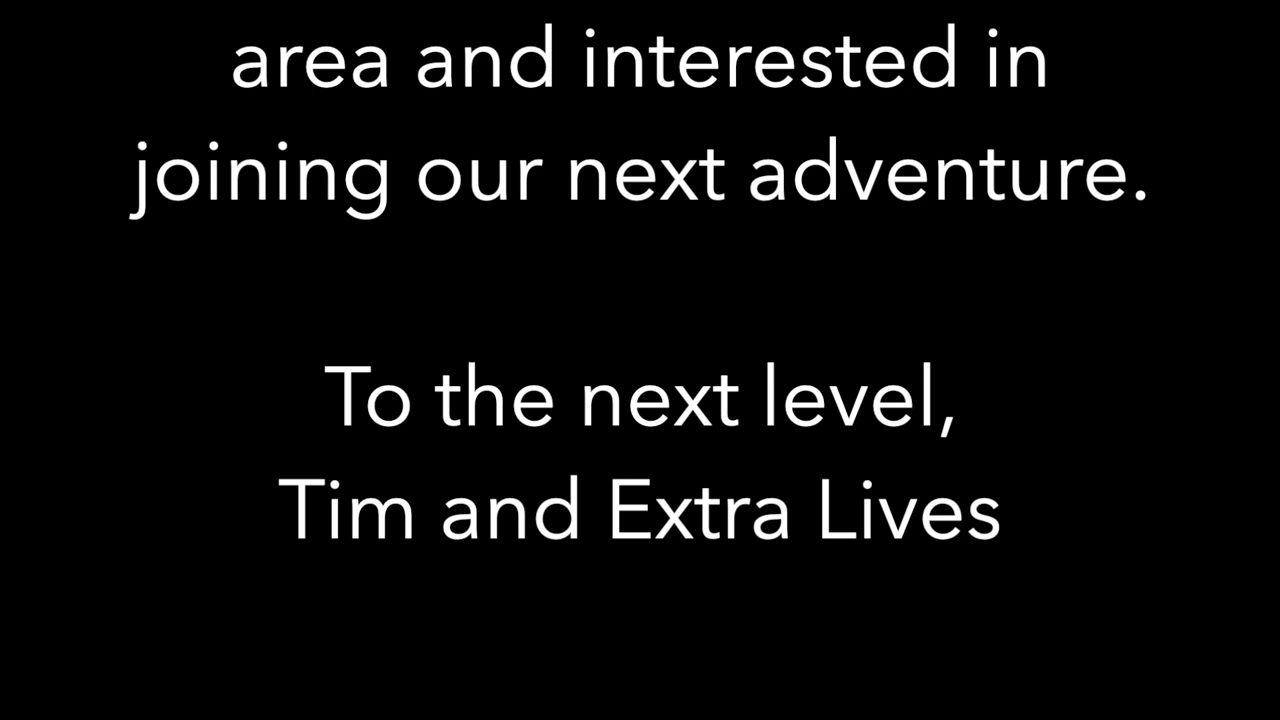 area and interested in
joining our next adventure.
To the next level,
Tim and Extra Lives